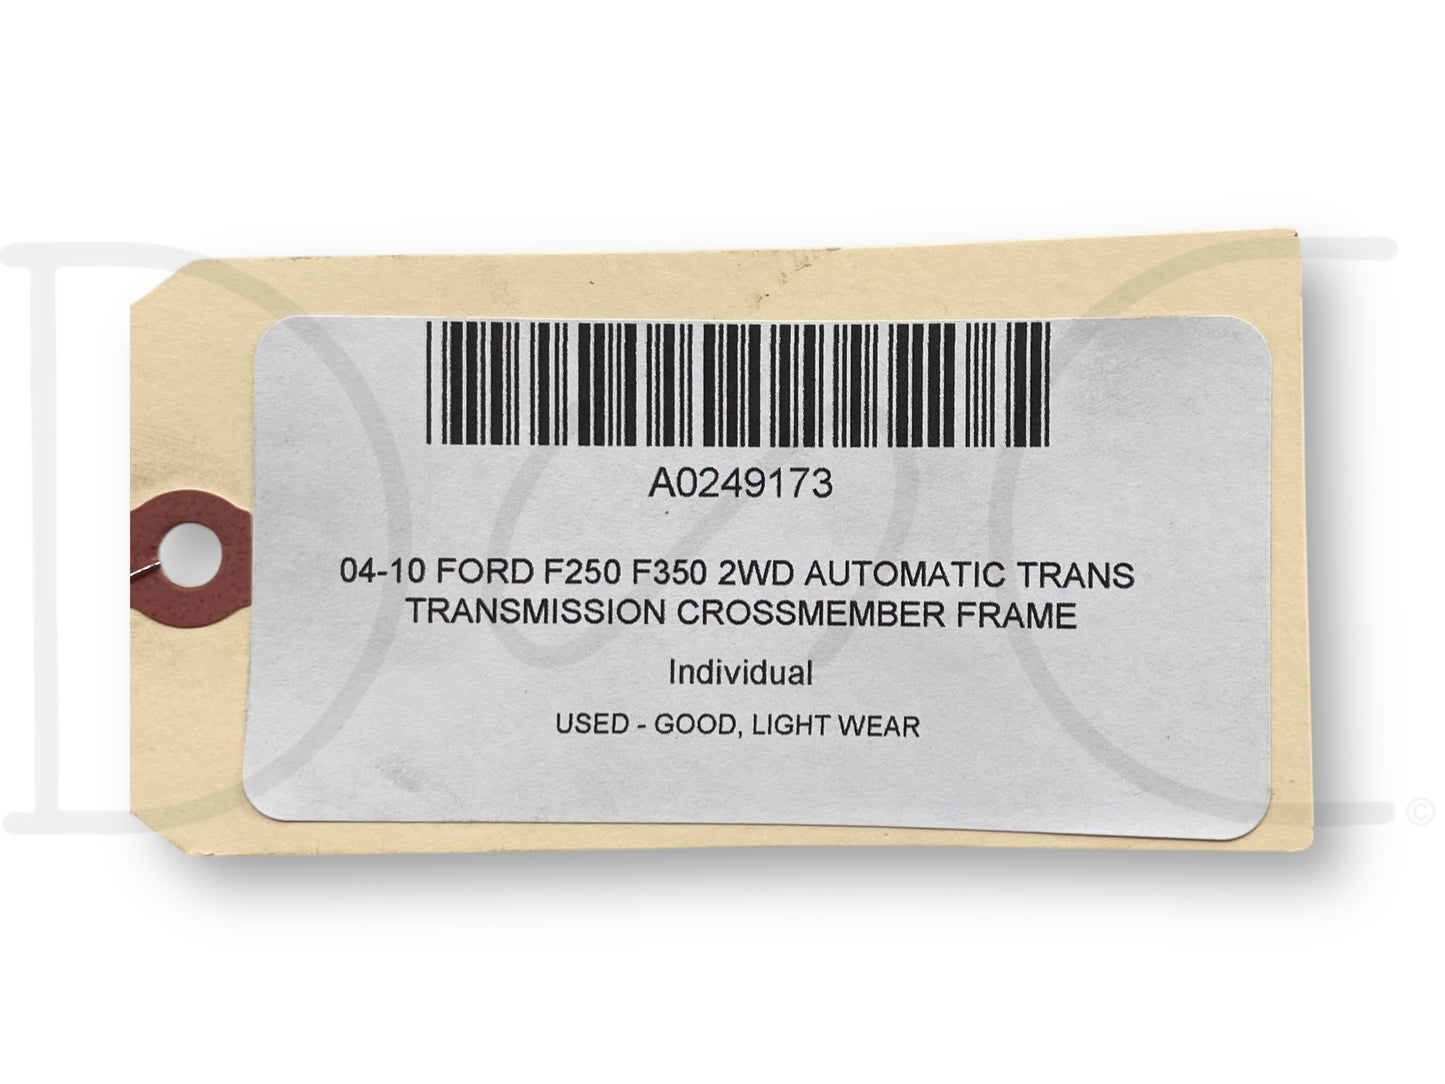 A0249173
04-10 FORD F250 F350 2WD AUTOMATIC TRANS
TRANSMISSION CROSSMEMBER FRAME
Individual
USED - GOOD, LIGHT WEAR
©